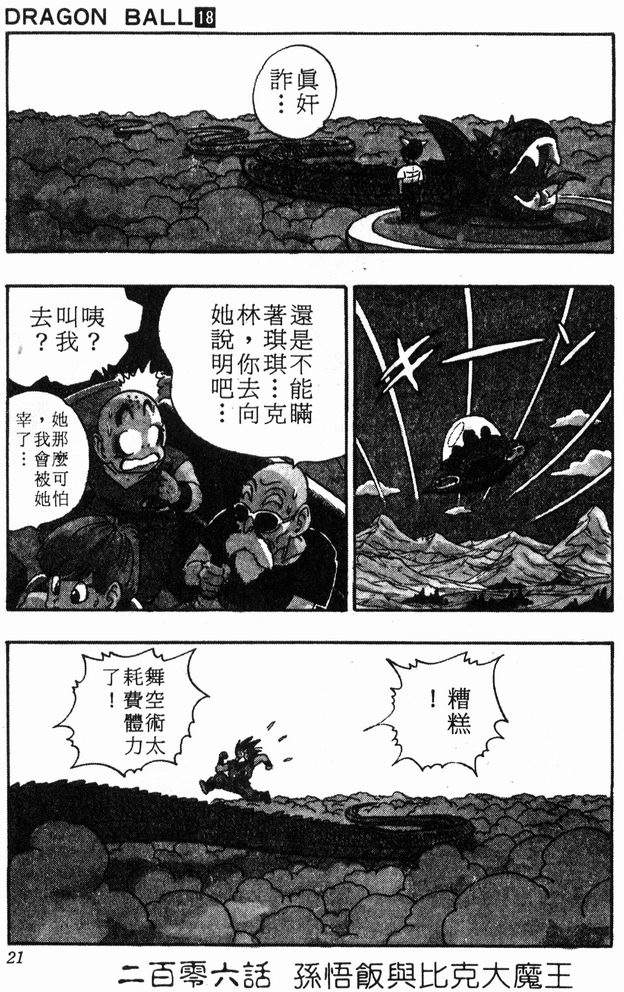 DRAGON BALL 18
眞奸
詐…
還是不能瞞
著琪琪…克
林，你去向
她說明吧…
咦？
叫我？
去？
她那麼可怕
，我會被她
宰了…
糟糕
！
舞空術太
耗費體力
了！
21
二百零六話 孫悟飯與比克大魔王